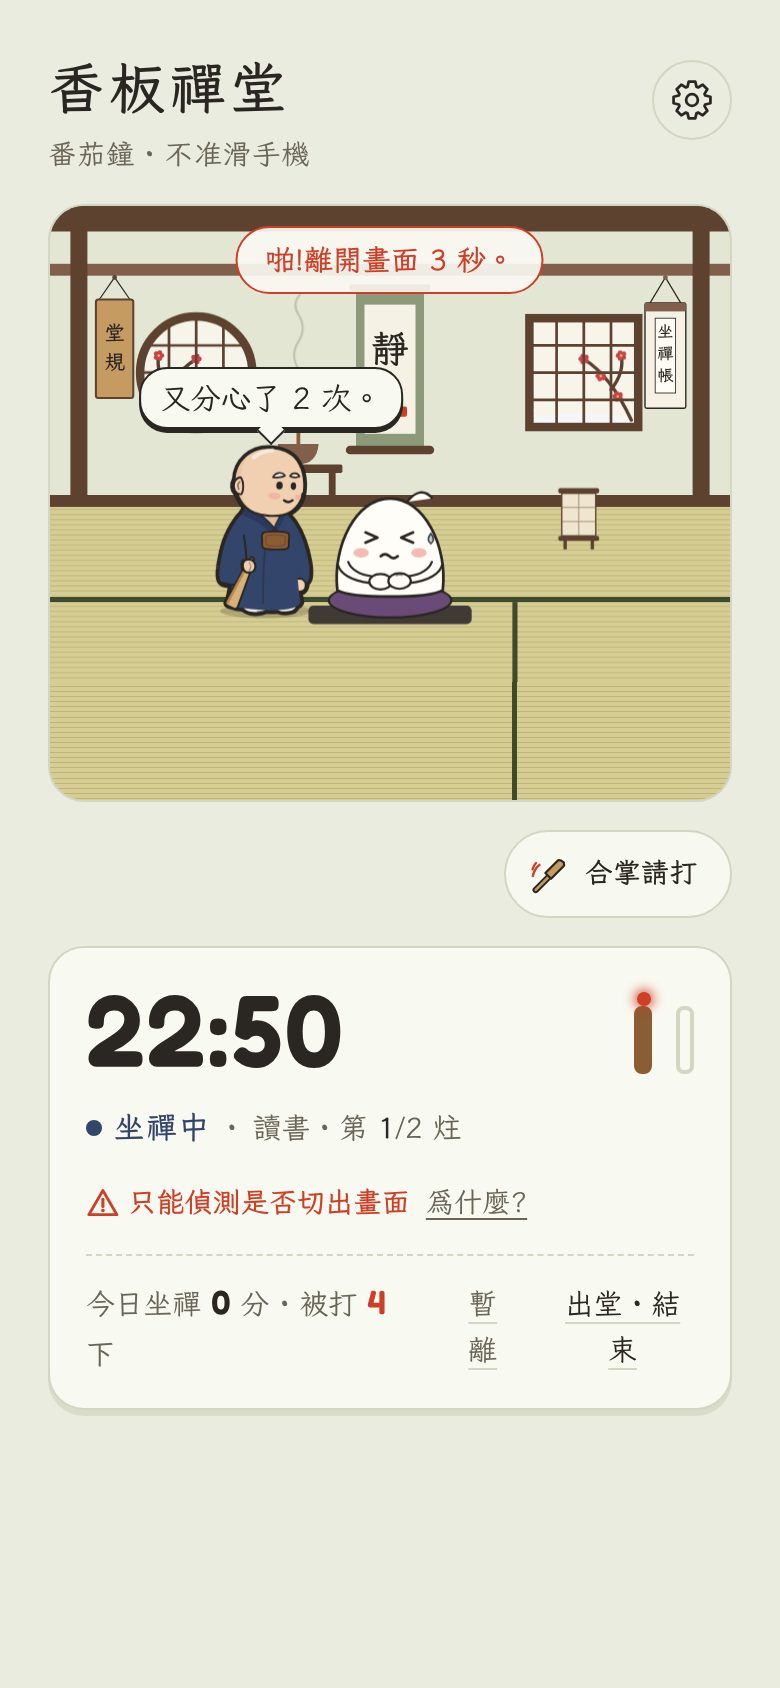 香板禪堂
番茄鐘・不准滑手機
啪!離開畫面 3 秒。
堂規
靜
坐禪帳
又分心了 2 次。
合掌請打
22:50
坐禪中・讀書・第 1/2 炷
只能偵測是否切出畫面 為什麼?
今日坐禪 0 分・被打 4
下
暫
離
出堂・結
束